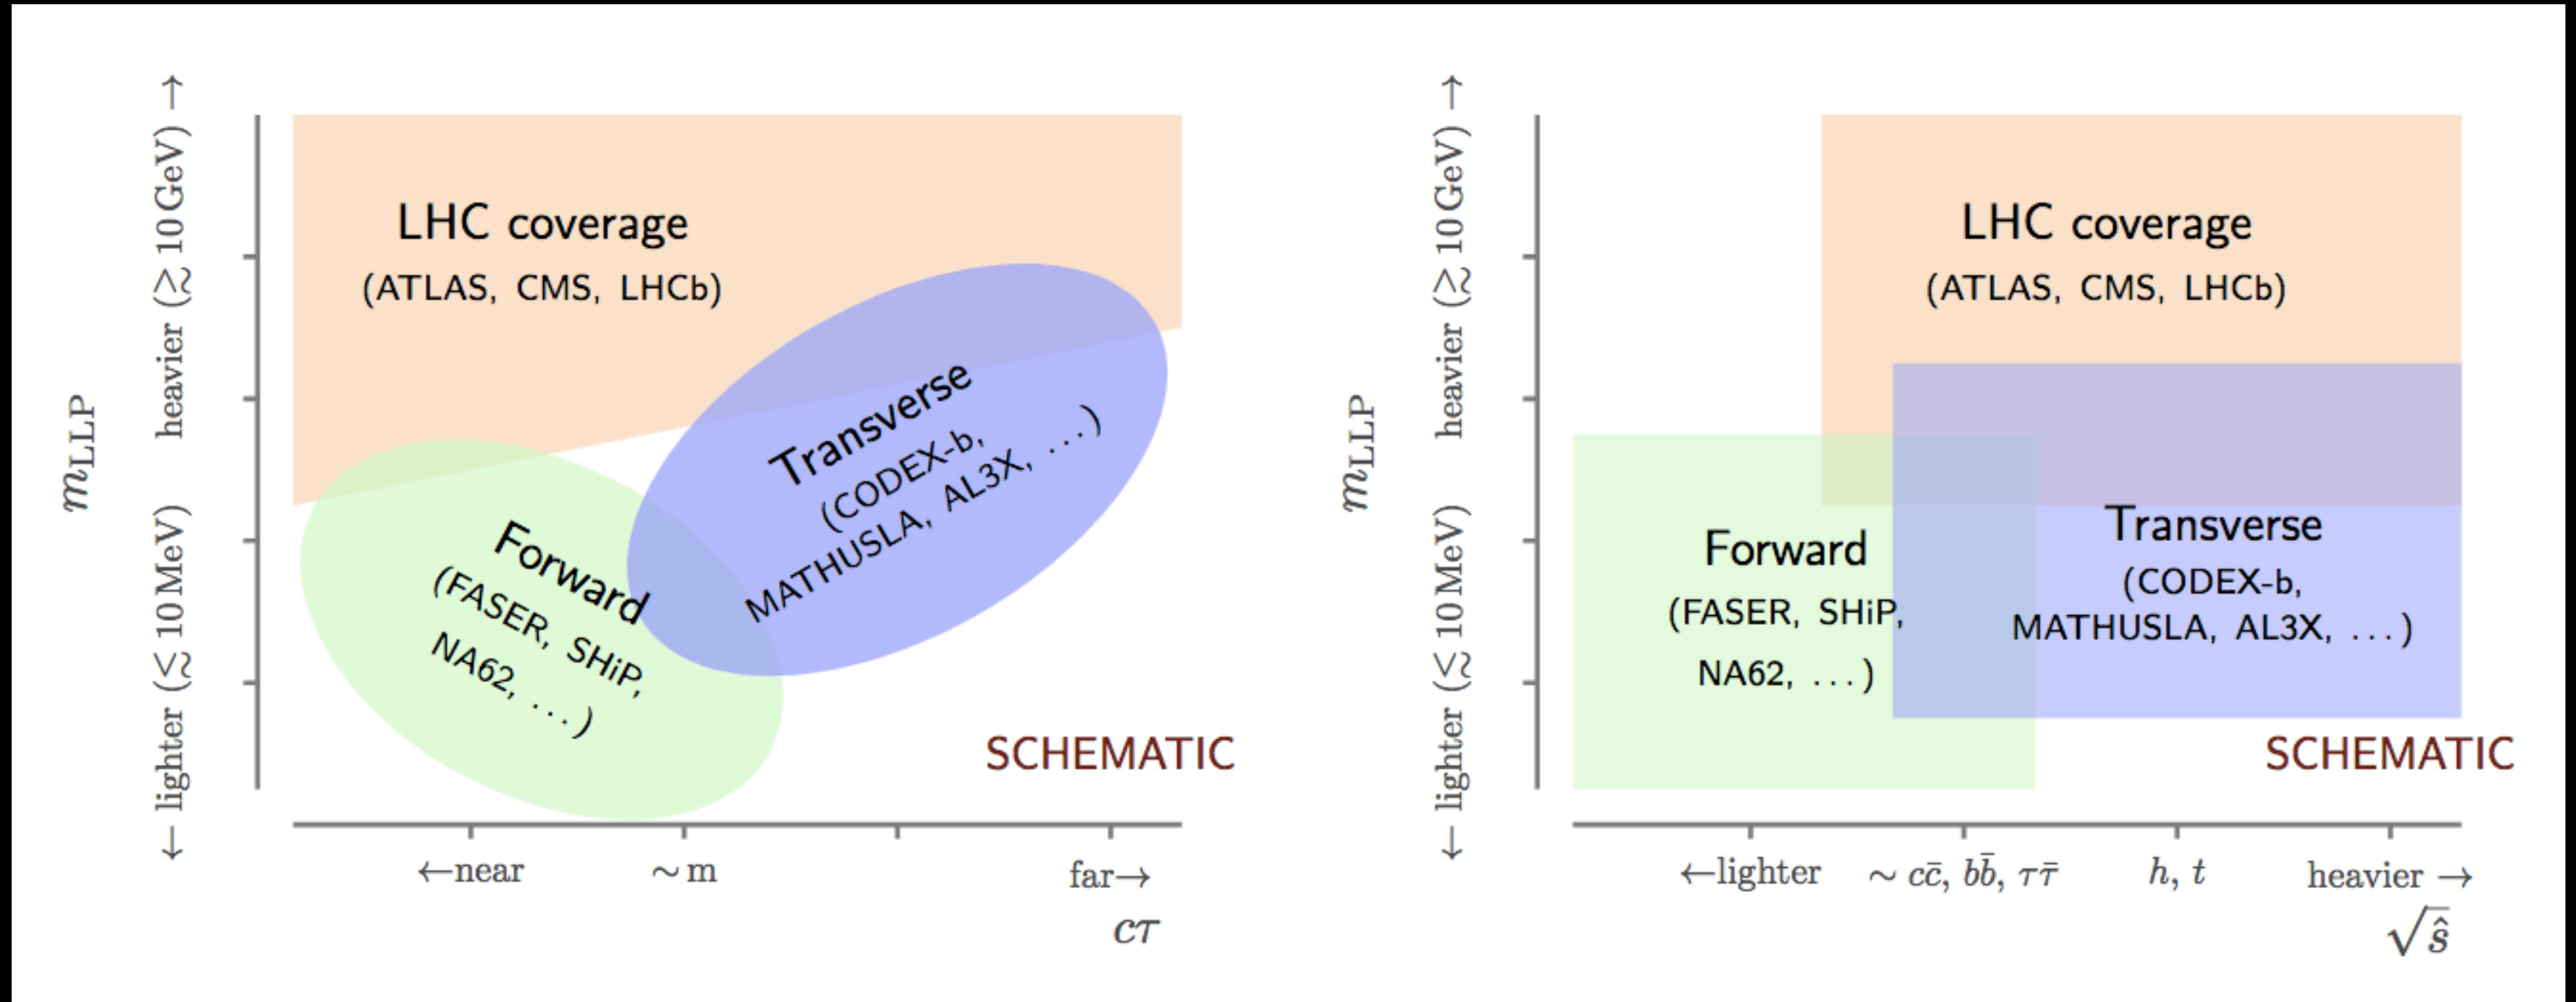 m_LLP
← lighter (≲ 10 MeV) heavier (≳ 10 GeV) →
LHC coverage
(ATLAS, CMS, LHCb)
Transverse
(CODEX-b,
MATHUSLA, AL3X, ...)
Forward
(FASER, SHiP,
NA62, ...)
SCHEMATIC
←near ∼ m far→
cτ
m_LLP
← lighter (≲ 10 MeV) heavier (≳ 10 GeV) →
LHC coverage
(ATLAS, CMS, LHCb)
Forward
(FASER, SHiP,
NA62, ...)
Transverse
(CODEX-b,
MATHUSLA, AL3X, ...)
SCHEMATIC
←lighter ∼ cc̄, bb̄, ττ̄ h, t heavier →
√ŝ